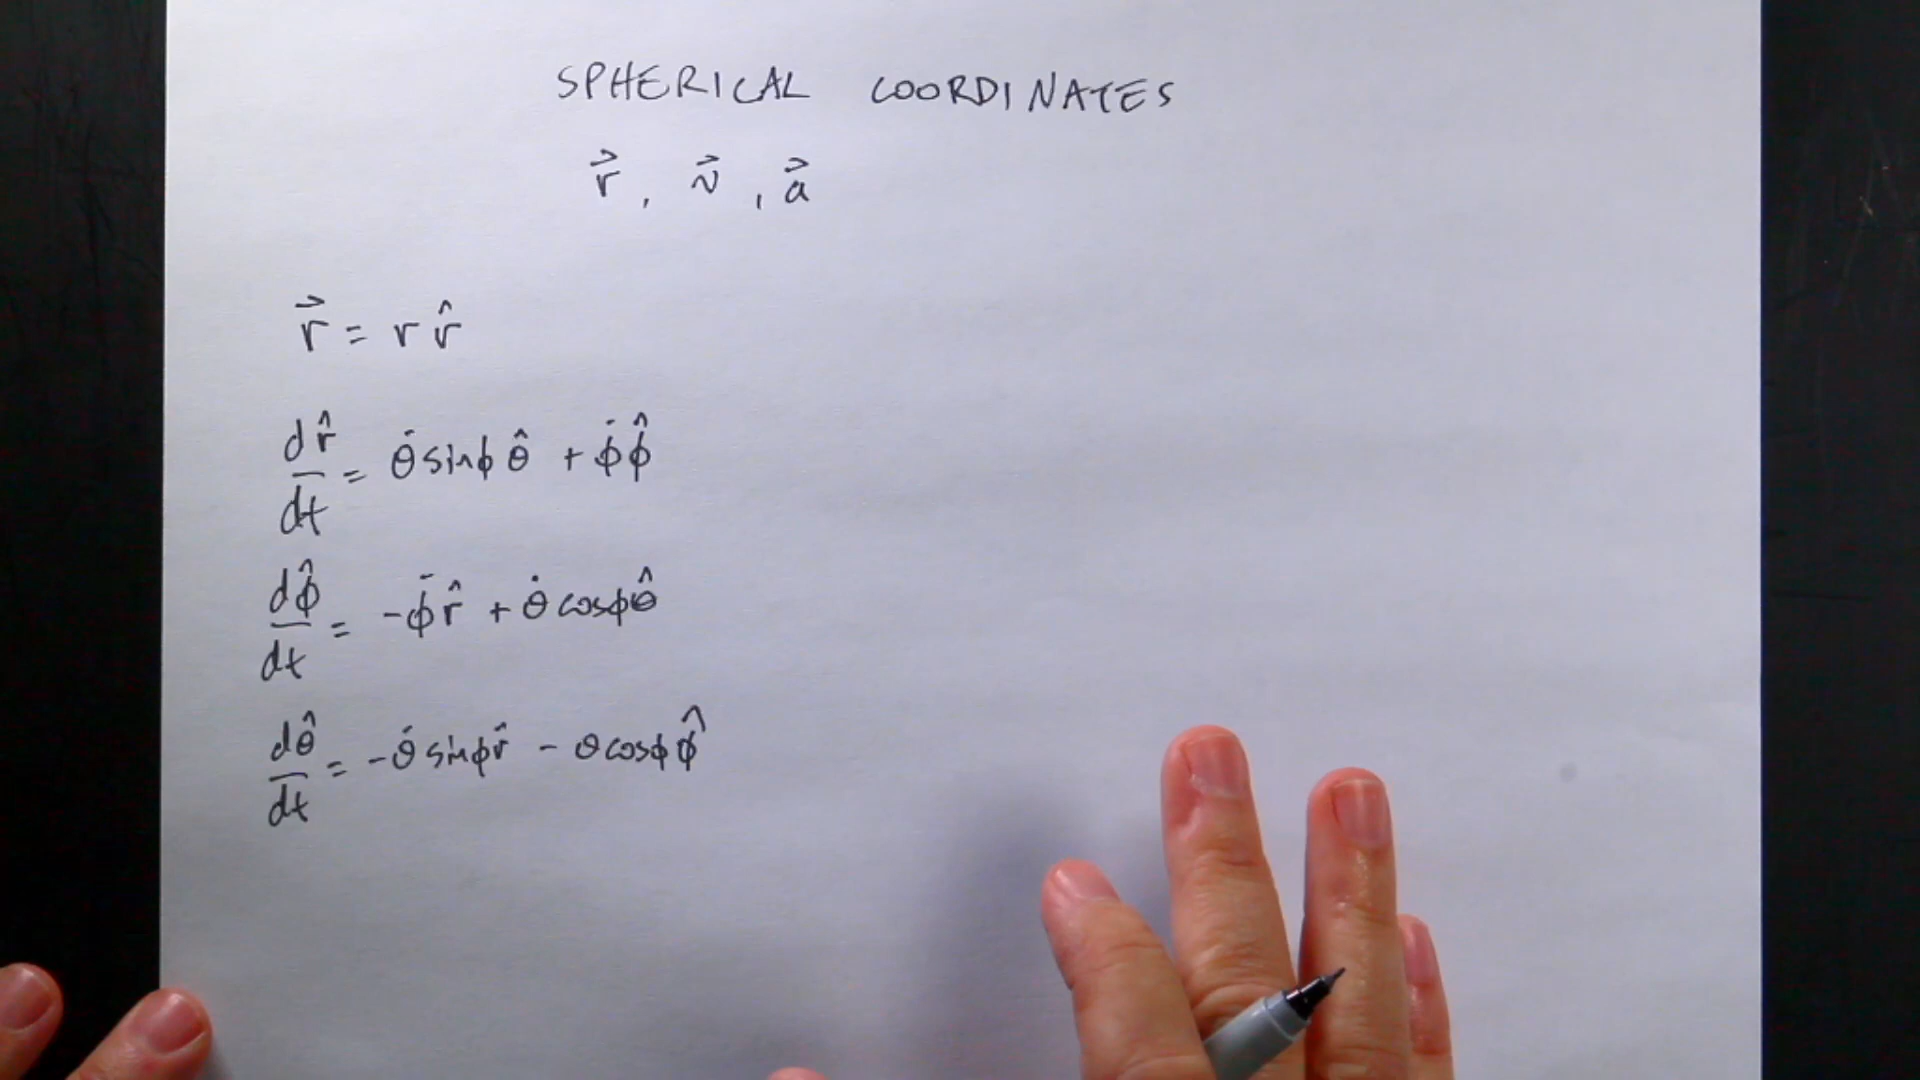 SPHERICAL COORDINATES
r⃗, v⃗, a⃗
r⃗ = r r̂
dr̂/dt = θ̇ sinϕ θ̂ + ϕ̇ ϕ̂
dϕ̂/dt = -ϕ̇ r̂ + θ̇ cosϕ θ̂
dθ̂/dt = -θ̇ sinϕ r̂ - θ cosϕ ϕ̂